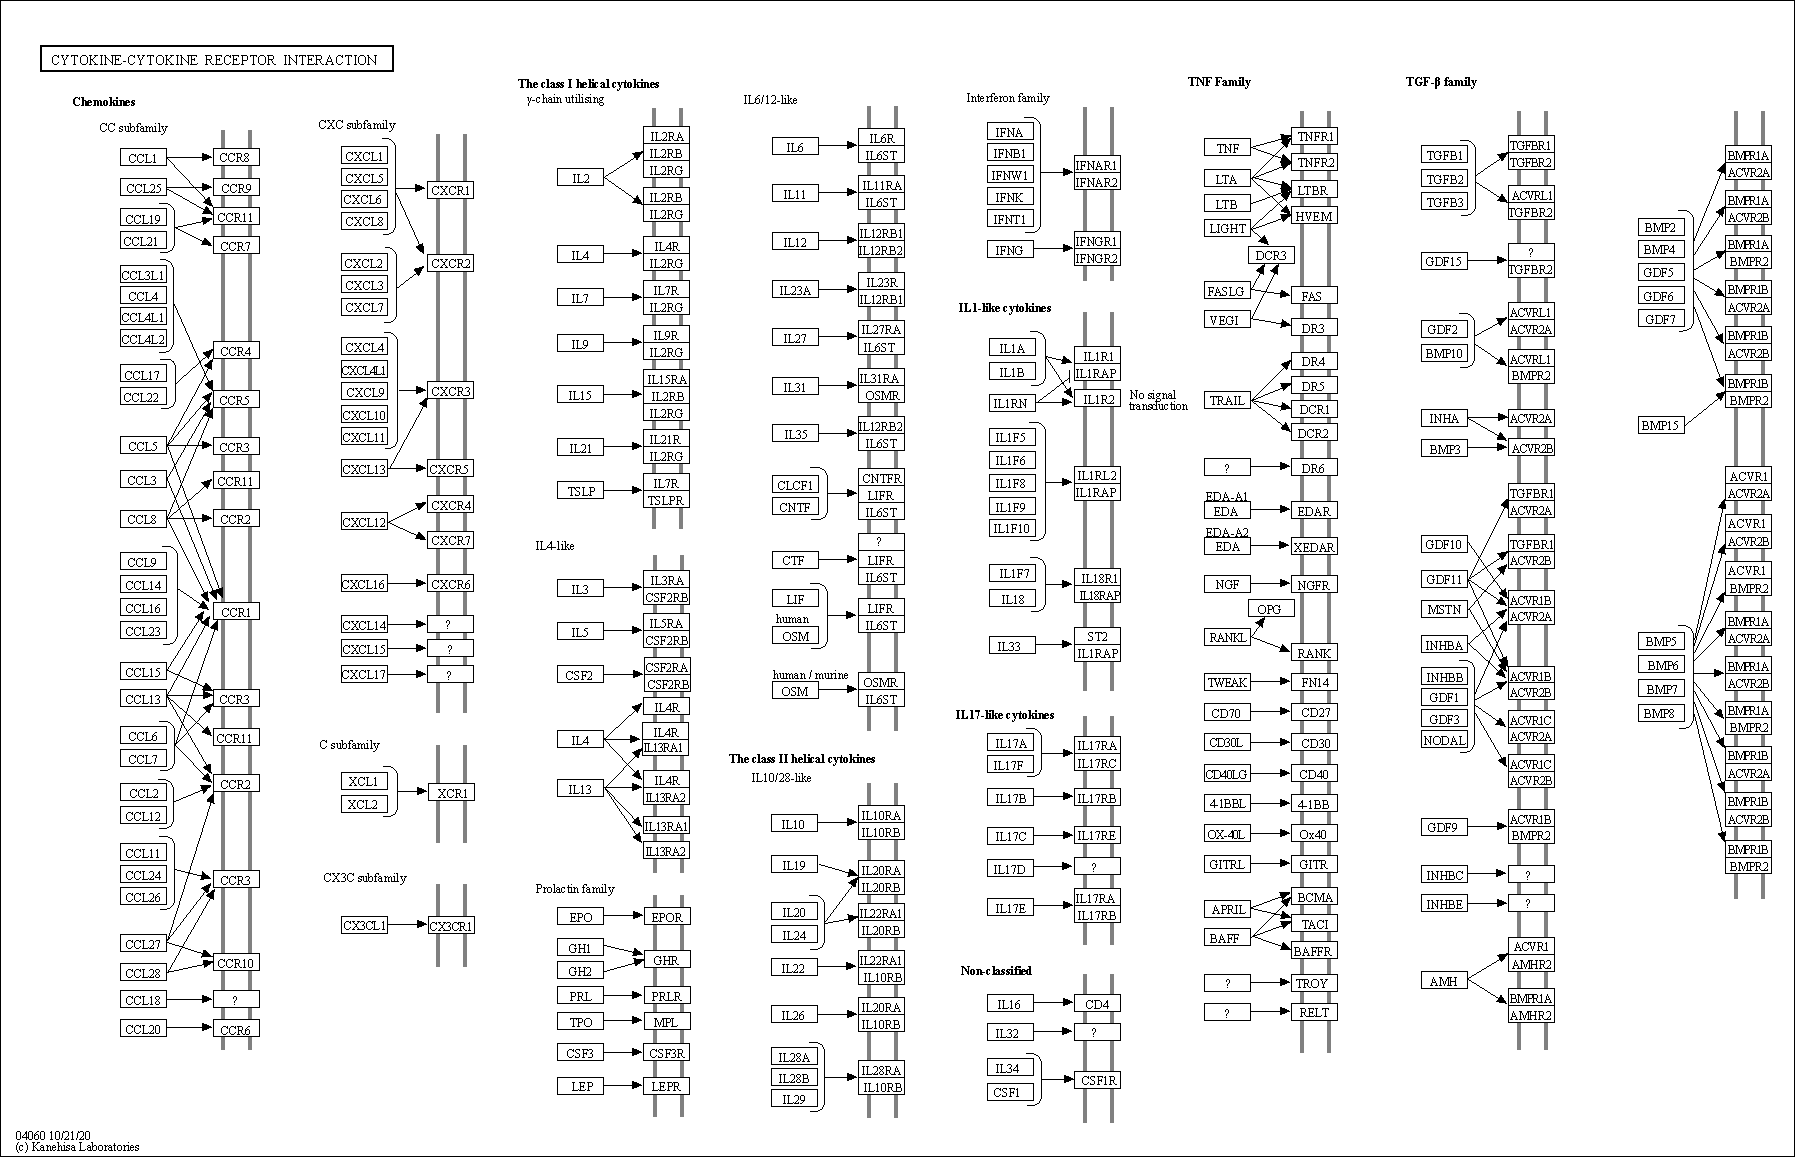 CYTOKINE-CYTOKINE RECEPTOR INTERACTION
Chemokines
CC subfamily
CCL1
CCL25
CCL19
CCL21
CCL3L1
CCL4
CCL4L1
CCL4L2
CCL17
CCL22
CCL5
CCL3
CCL8
CCL9
CCL14
CCL16
CCL23
CCL15
CCL13
CCL6
CCL7
CCL2
CCL12
CCL11
CCL24
CCL26
CCL27
CCL28
CCL18
CCL20
CCR8
CCR9
CCR11
CCR7
CCR4
CCR5
CCR3
CCR11
CCR2
CCR1
CCR3
CCR11
CCR2
CCR3
CCR10
?
CCR6
CXC subfamily
CXCL1
CXCL5
CXCL6
CXCL8
CXCL2
CXCL3
CXCL7
CXCL4
CXCL4L1
CXCL9
CXCL10
CXCL11
CXCL13
CXCL12
CXCL16
CXCL14
CXCL15
CXCL17
CXCR1
CXCR2
CXCR3
CXCR5
CXCR4
CXCR7
CXCR6
?
?
?
C subfamily
XCL1
XCL2
XCR1
CX3C subfamily
CX3CL1
CX3CR1
The class I helical cytokines
γ-chain utilising
IL2
IL4
IL7
IL9
IL15
IL21
TSLP
IL2RA
IL2RB
IL2RG
IL2RB
IL2RG
IL4R
IL2RG
IL7R
IL2RG
IL9R
IL2RG
IL15RA
IL2RB
IL2RG
IL21R
IL2RG
IL7R
TSLPR
IL4-like
IL3
IL5
CSF2
IL4
IL13
IL3RA
CSF2RB
IL5RA
CSF2RB
CSF2RA
CSF2RB
IL4R
IL4R
IL13RA1
IL4R
IL13RA2
IL13RA1
IL13RA2
Prolactin family
EPO
GH1
GH2
PRL
TPO
CSF3
LEP
EPOR
GHR
PRLR
MPL
CSF3R
LEPR
IL6/12-like
IL6
IL11
IL12
IL23A
IL27
IL31
IL35
CLCF1
CNTF
CTF
LIF
human
OSM
human / murine
OSM
IL6R
IL6ST
IL11RA
IL6ST
IL12RB1
IL12RB2
IL23R
IL12RB1
IL27RA
IL6ST
IL31RA
OSMR
IL12RB2
IL6ST
CNTFR
LIFR
IL6ST
?
LIFR
IL6ST
LIFR
IL6ST
OSMR
IL6ST
The class II helical cytokines
IL10/28-like
IL10
IL19
IL20
IL24
IL22
IL26
IL28A
IL28B
IL29
IL10RA
IL10RB
IL20RA
IL20RB
IL22RA1
IL20RB
IL22RA1
IL10RB
IL20RA
IL10RB
IL28RA
IL10RB
Interferon family
IFNA
IFNB1
IFNW1
IFNK
IFNT1
IFNG
IFNAR1
IFNAR2
IFNGR1
IFNGR2
IL1-like cytokines
IL1A
IL1B
IL1RN
IL1F5
IL1F6
IL1F8
IL1F9
IL1F10
IL1F7
IL18
IL33
IL1R1
IL1RAP
IL1R2
No signal
transduction
IL1RL2
IL1RAP
IL18R1
IL18RAP
ST2
IL1RAP
IL17-like cytokines
IL17A
IL17F
IL17B
IL17C
IL17D
IL17E
IL17RA
IL17RC
IL17RB
IL17RE
?
IL17RA
IL17RB
Non-classified
IL16
IL32
IL34
CSF1
CD4
?
CSF1R
TNF Family
TNF
LTA
LTB
LIGHT
DCR3
FASLG
VEGI
TRAIL
?
EDA-A1
EDA
EDA-A2
EDA
NGF
OPG
RANKL
TWEAK
CD70
CD30L
CD40LG
4-1BBL
OX-40L
GITRL
APRIL
BAFF
?
?
TNFR1
TNFR2
LTBR
HVEM
FAS
DR3
DR4
DR5
DCR1
DCR2
DR6
EDAR
XEDAR
NGFR
RANK
FN14
CD27
CD30
CD40
4-1BB
Ox40
GITR
BCMA
TACI
BAFFR
TROY
RELT
TGF-β family
TGFB1
TGFB2
TGFB3
GDF15
GDF2
BMP10
INHA
BMP3
GDF10
GDF11
MSTN
INHBA
INHBB
GDF1
GDF3
NODAL
GDF9
INHBC
INHBE
AMH
TGFBR1
TGFBR2
ACVRL1
TGFBR2
?
TGFBR2
ACVRL1
ACVR2A
ACVRL1
BMPR2
ACVR2A
ACVR2B
TGFBR1
ACVR2A
TGFBR1
ACVR2B
ACVR1B
ACVR2A
ACVR1B
ACVR2B
ACVR1C
ACVR2A
ACVR1C
ACVR2B
ACVR1B
BMPR2
?
?
ACVR1
AMHR2
BMPR1A
AMHR2
BMP2
BMP4
GDF5
GDF6
GDF7
BMP15
BMP5
BMP6
BMP7
BMP8
BMPR1A
ACVR2A
BMPR1A
ACVR2B
BMPR1A
BMPR2
BMPR1B
ACVR2A
BMPR1B
ACVR2B
BMPR1B
BMPR2
ACVR1
ACVR2A
ACVR1
ACVR2B
ACVR1
BMPR2
BMPR1A
ACVR2A
BMPR1A
ACVR2B
BMPR1A
BMPR2
BMPR1B
ACVR2A
BMPR1B
ACVR2B
BMPR1B
BMPR2
04060 10/21/20
(c) Kanehisa Laboratories